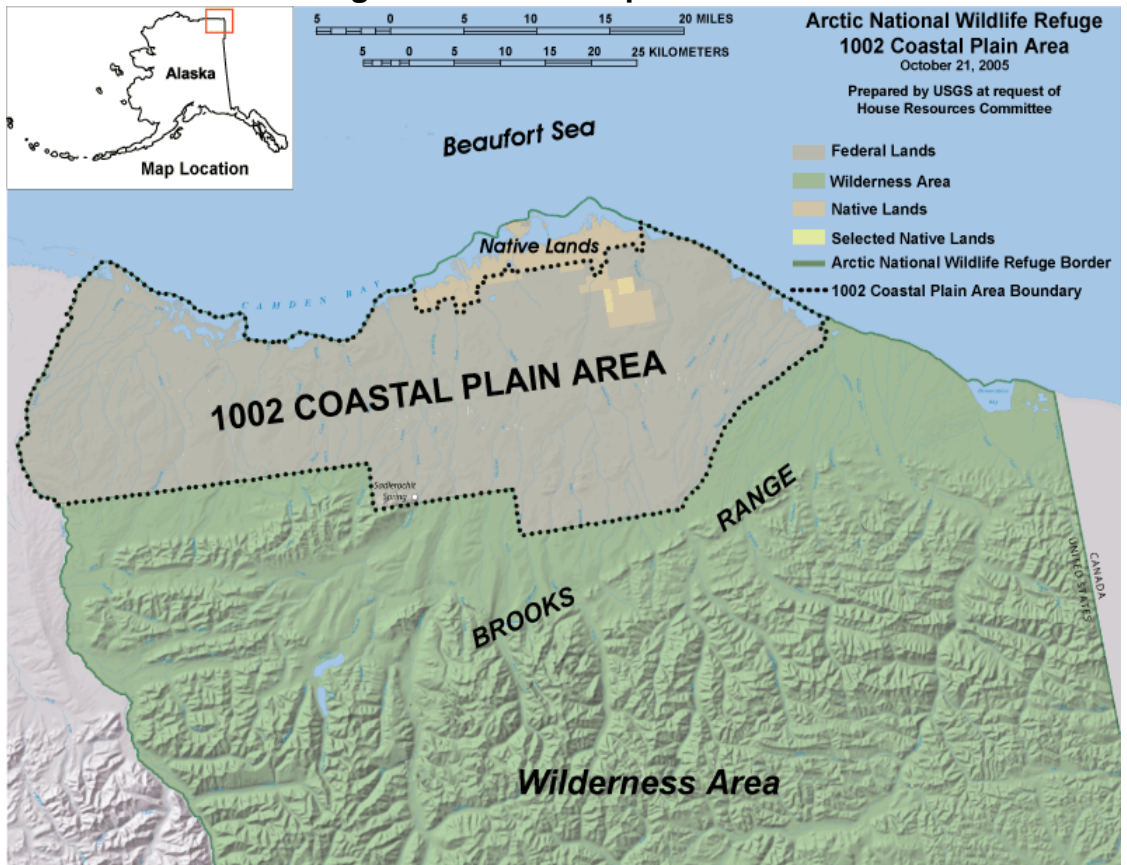 5 0 5 10 15 20 MILES
5 0 5 10 15 20 25 KILOMETERS
Arctic National Wildlife Refuge
1002 Coastal Plain Area
October 21, 2005
Prepared by USGS at request of
House Resources Committee
Alaska
Map Location
Beaufort Sea
Federal Lands
Wilderness Area
Native Lands
Selected Native Lands
Arctic National Wildlife Refuge Border
1002 Coastal Plain Area Boundary
Native Lands
CAMDEN BAY
1002 COASTAL PLAIN AREA
Sadlerochit
Spring
BROOKS RANGE
CANADA
UNITED STATES
Wilderness Area